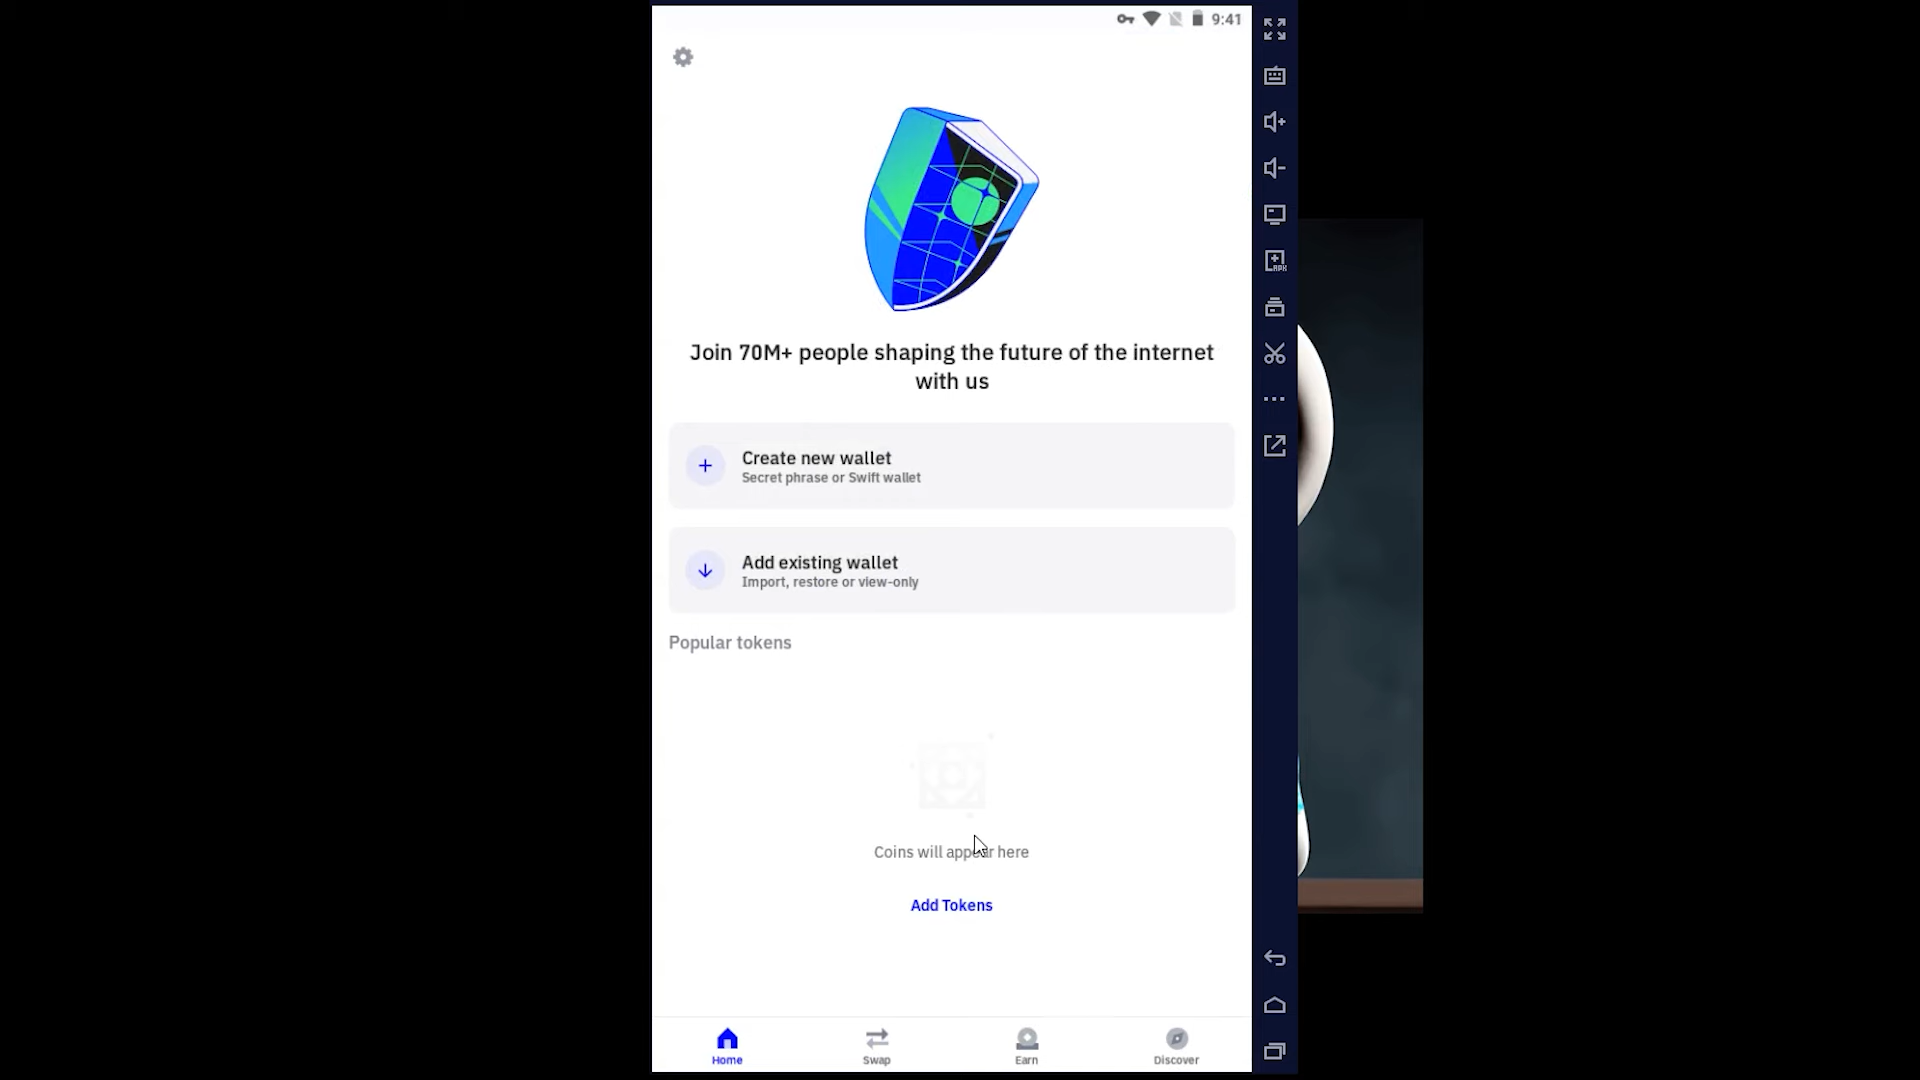 9:41
Join 70M+ people shaping the future of the internet
with us
Create new wallet
Secret phrase or Swift wallet
Add existing wallet
Import, restore or view-only
Popular tokens
Coins will appear here
Add Tokens
Home
Swap
Earn
Discover